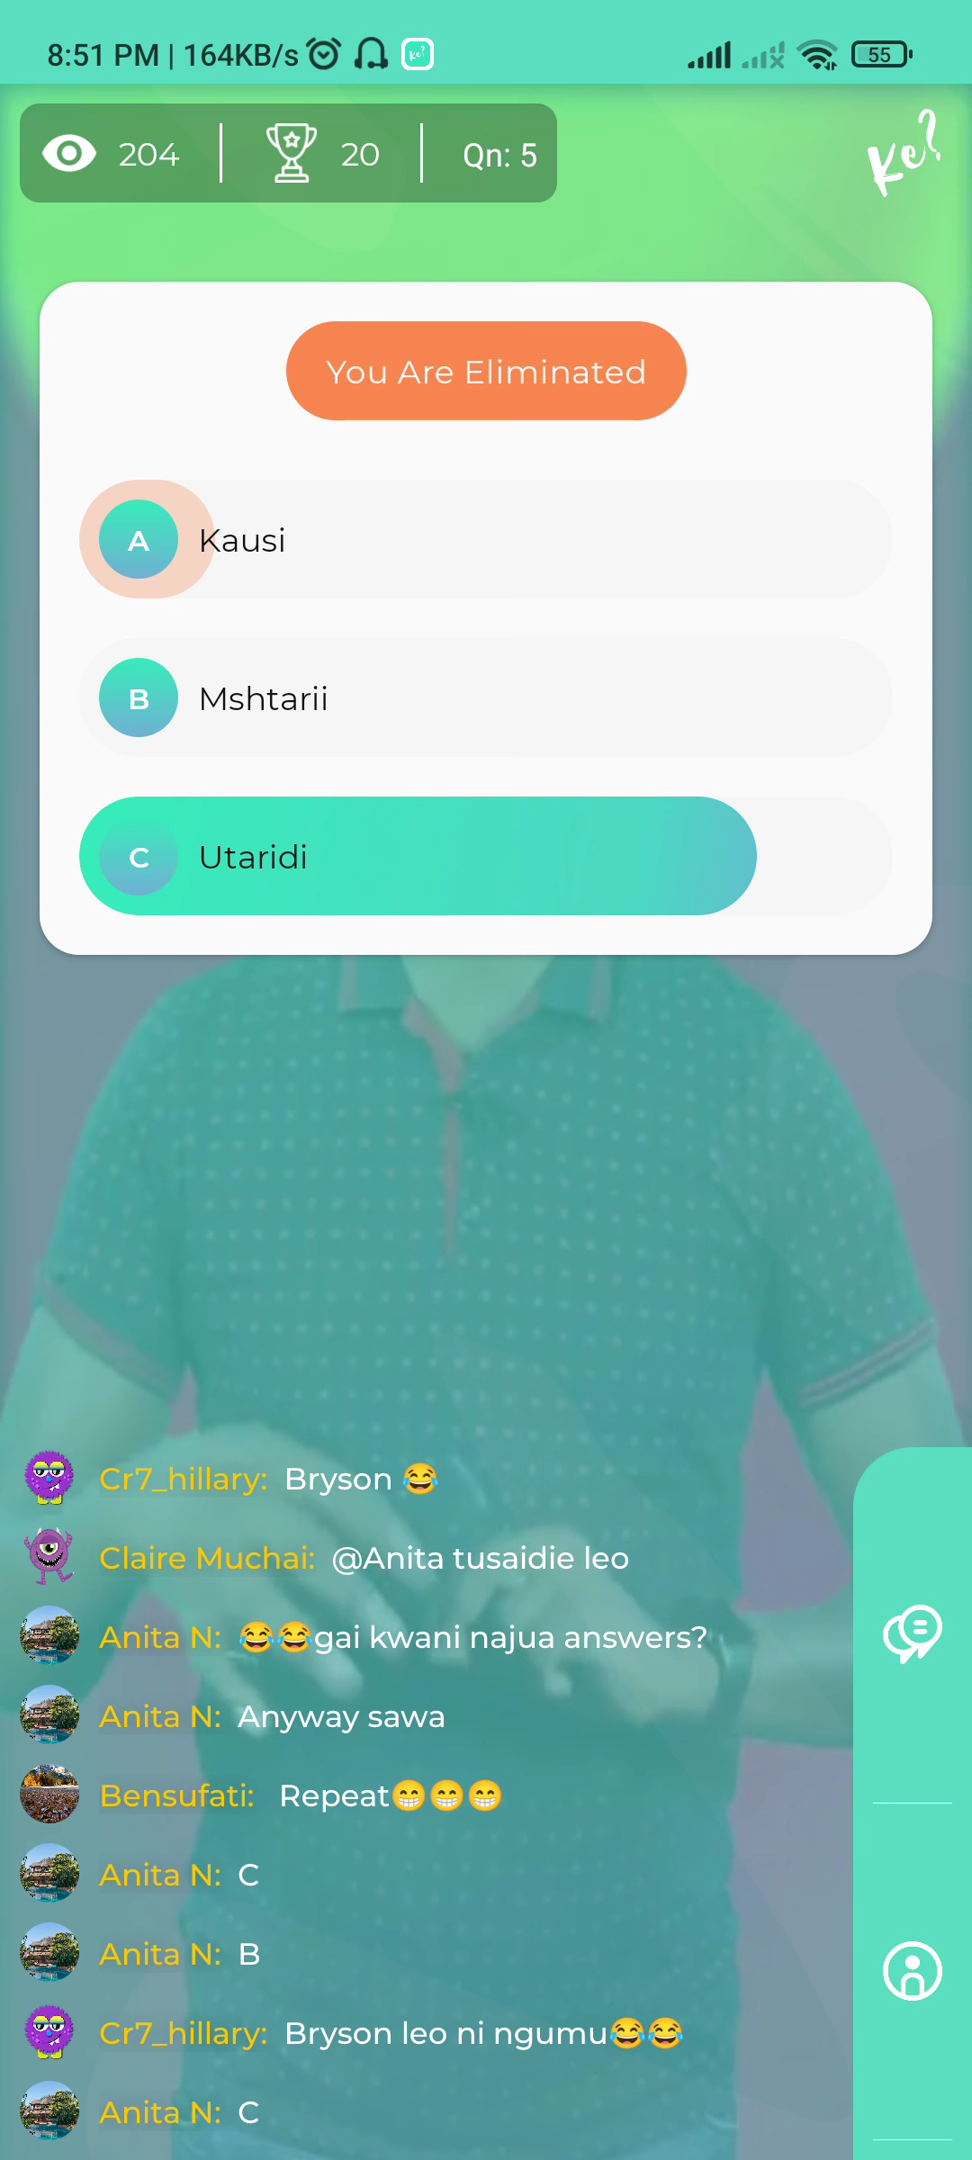 8:51 PM | 164KB/s Ke? 55
204 20 Qn: 5 Ke?
You Are Eliminated
A Kausi
B Mshtarii
C Utaridi
Cr7_hillary: Bryson 😂
Claire Muchai: @Anita tusaidie leo
Anita N: 😂😂gai kwani najua answers?
Anita N: Anyway sawa
Bensufati: Repeat😁😁😁
Anita N: C
Anita N: B
Cr7_hillary: Bryson leo ni ngumu😂😂
Anita N: C